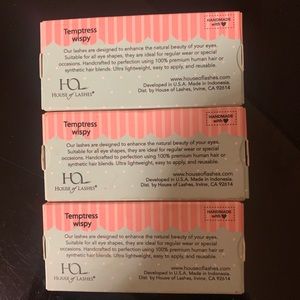 Temptress
wispy
HANDMADE
with
Our lashes are designed to enhance the natural beauty of your eyes.
Suitable for all eye shapes, they are ideal for regular wear or special
occasions. Handcrafted to perfection using 100% premium human hair or
synthetic hair blends. Ultra lightweight, easy to apply, and reusable.
HOL
HOUSE OF LASHES®
www.houseoflashes.com
Developed in U.S.A. Made in Indonesia.
Dist. by House of Lashes, Irvine, CA 92614
Temptress
wispy
HANDMADE
with
Our lashes are designed to enhance the natural beauty of your eyes.
Suitable for all eye shapes, they are ideal for regular wear or special
occasions. Handcrafted to perfection using 100% premium human hair or
synthetic hair blends. Ultra lightweight, easy to apply, and reusable.
HOL
HOUSE OF LASHES®
www.houseoflashes.com
Developed in U.S.A. Made in Indonesia.
Dist. by House of Lashes, Irvine, CA 92614
Temptress
wispy
HANDMADE
with
Our lashes are designed to enhance the natural beauty of your eyes.
Suitable for all eye shapes, they are ideal for regular wear or special
occasions. Handcrafted to perfection using 100% premium human hair or
synthetic hair blends. Ultra lightweight, easy to apply, and reusable.
HOL
HOUSE OF LASHES®
www.houseoflashes.com
Developed in U.S.A. Made in Indonesia.
Dist. by House of Lashes, Irvine, CA 92614